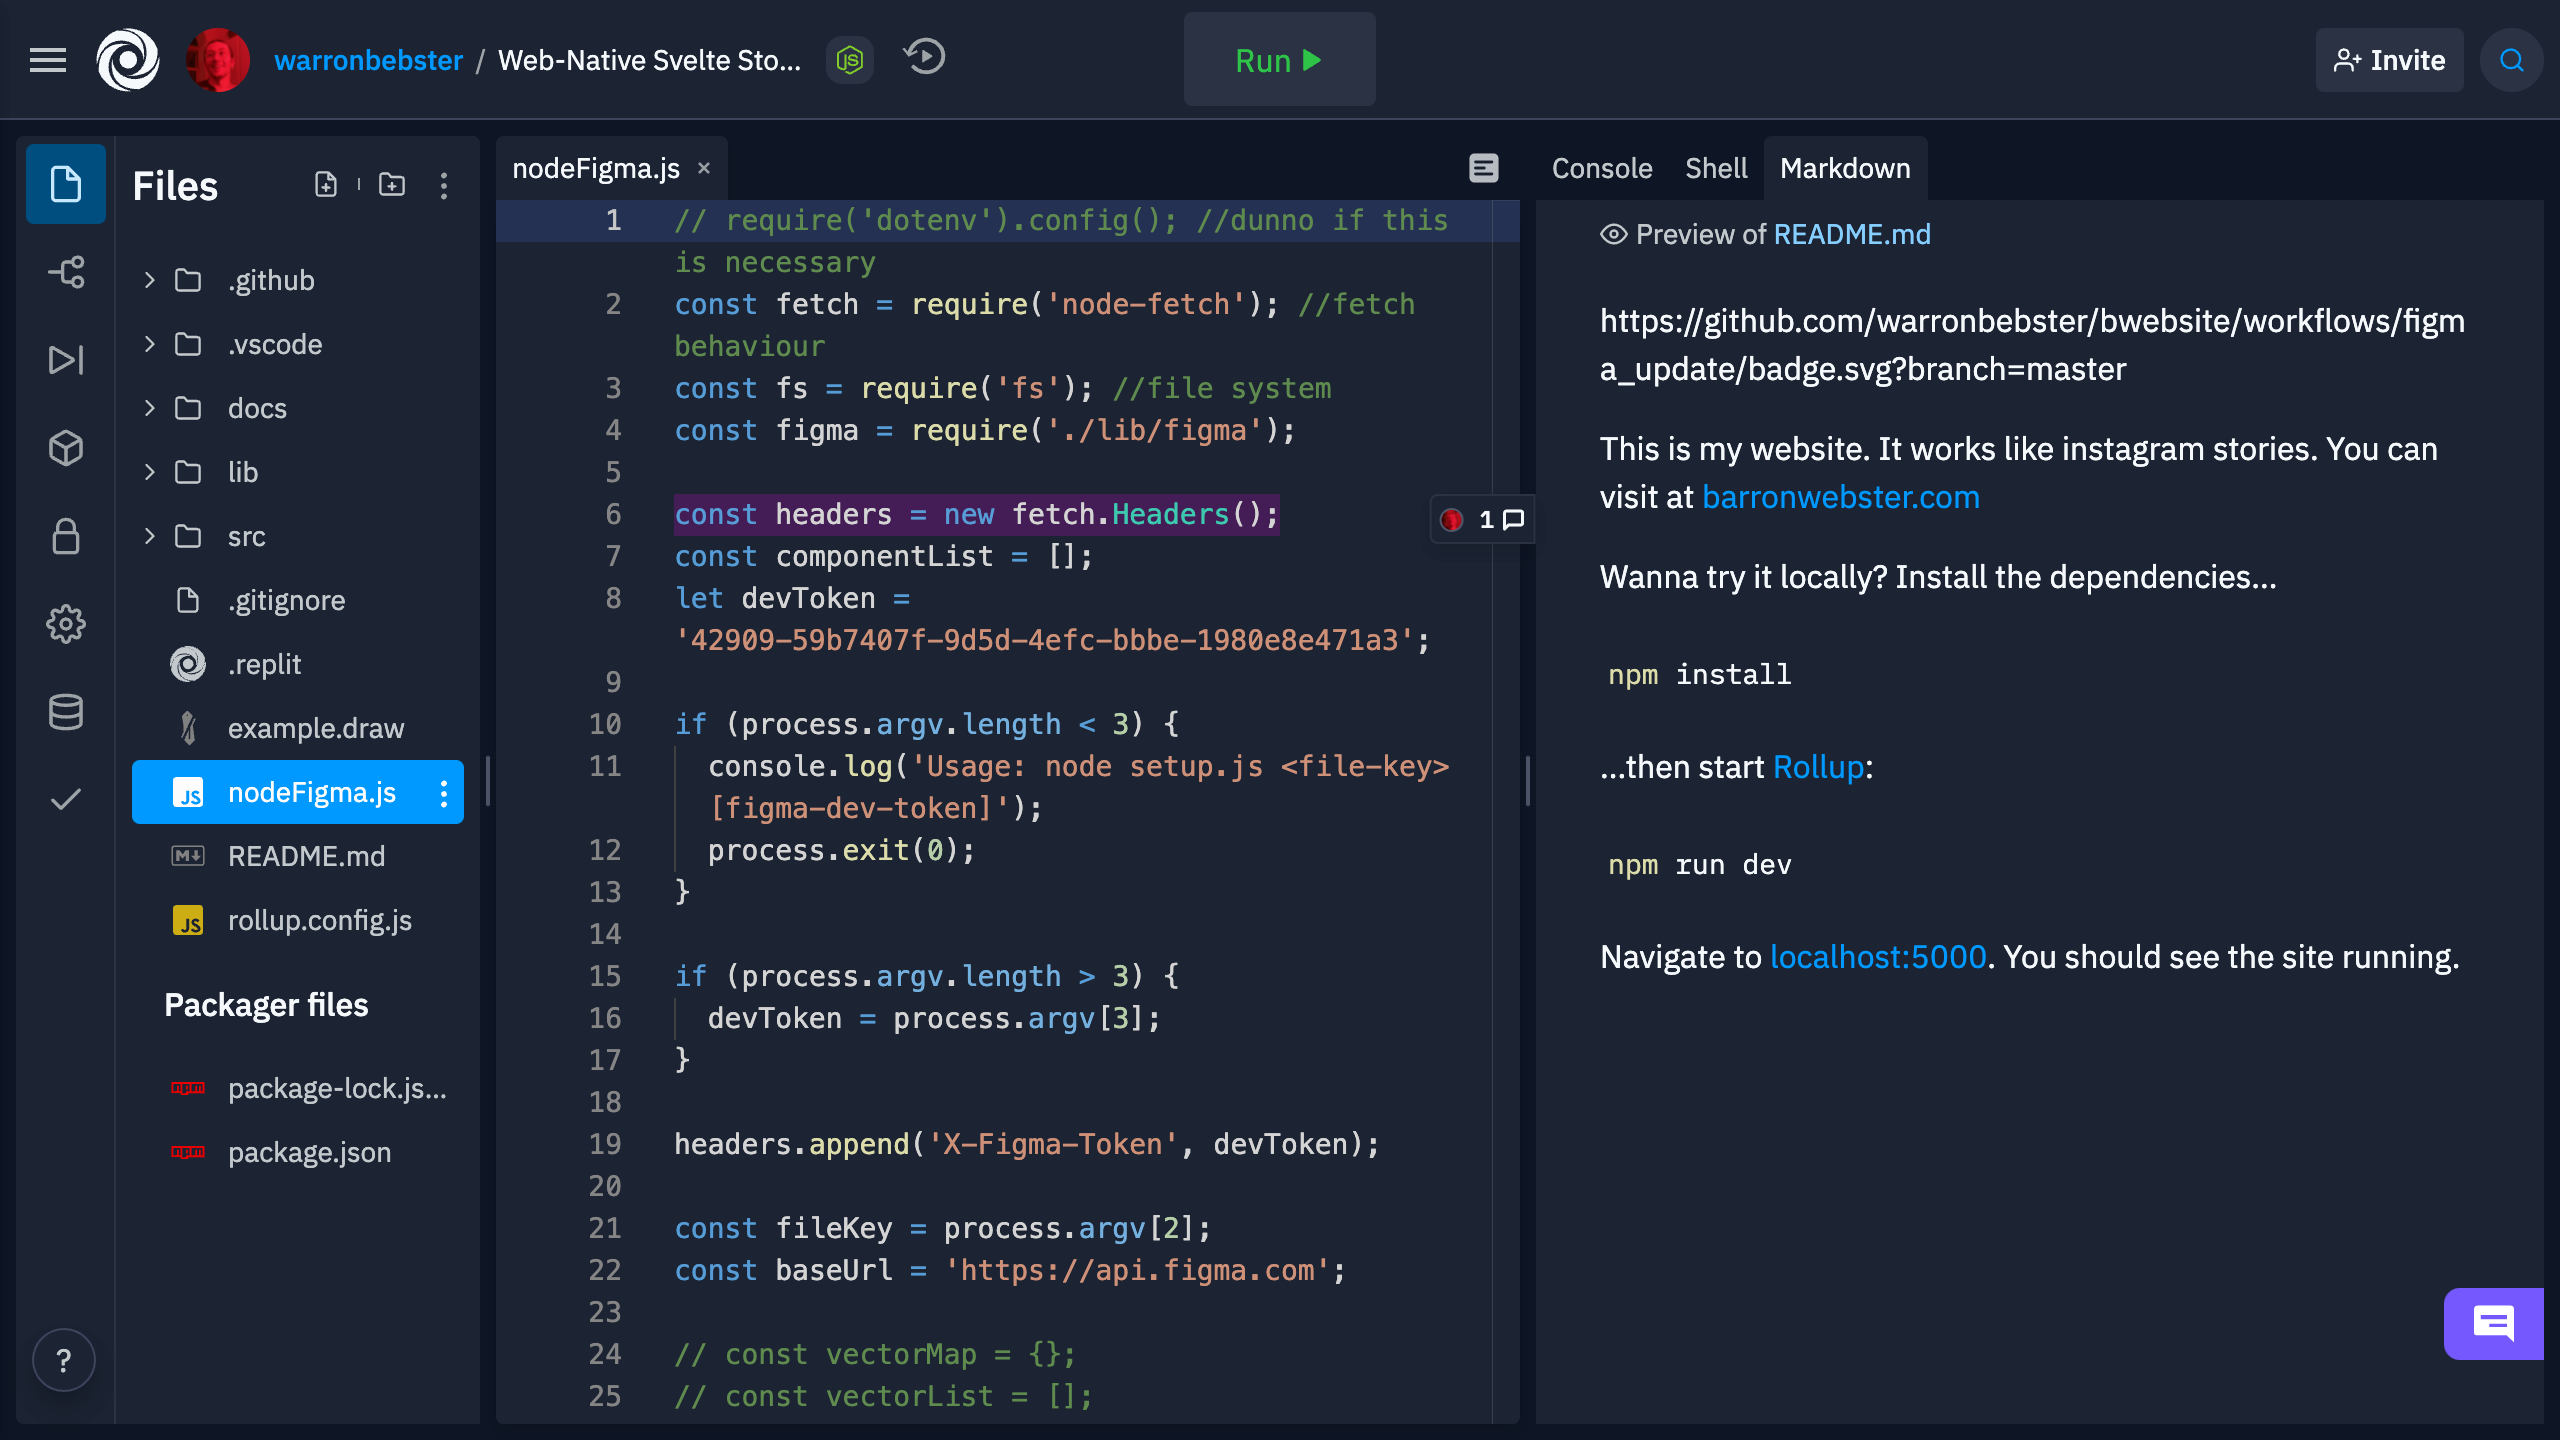 warronbebster / Web-Native Svelte Sto...
Run
Invite
Files
.github
.vscode
docs
lib
src
.gitignore
.replit
example.draw
nodeFigma.js
README.md
rollup.config.js
Packager files
package-lock.js...
package.json
?
nodeFigma.js ×
1 // require('dotenv').config(); //dunno if this
is necessary
2 const fetch = require('node-fetch'); //fetch
behaviour
3 const fs = require('fs'); //file system
4 const figma = require('./lib/figma');
5
6 const headers = new fetch.Headers();
1
7 const componentList = [];
8 let devToken =
'42909-59b7407f-9d5d-4efc-bbbe-1980e8e471a3';
9
10 if (process.argv.length < 3) {
11 console.log('Usage: node setup.js <file-key>
[figma-dev-token]');
12 process.exit(0);
13 }
14
15 if (process.argv.length > 3) {
16 devToken = process.argv[3];
17 }
18
19 headers.append('X-Figma-Token', devToken);
20
21 const fileKey = process.argv[2];
22 const baseUrl = 'https://api.figma.com';
23
24 // const vectorMap = {};
25 // const vectorList = [];
Console Shell Markdown
Preview of README.md
https://github.com/warronbebster/bwebsite/workflows/figm
a_update/badge.svg?branch=master
This is my website. It works like instagram stories. You can
visit at barronwebster.com
Wanna try it locally? Install the dependencies...
npm install
...then start Rollup:
npm run dev
Navigate to localhost:5000. You should see the site running.